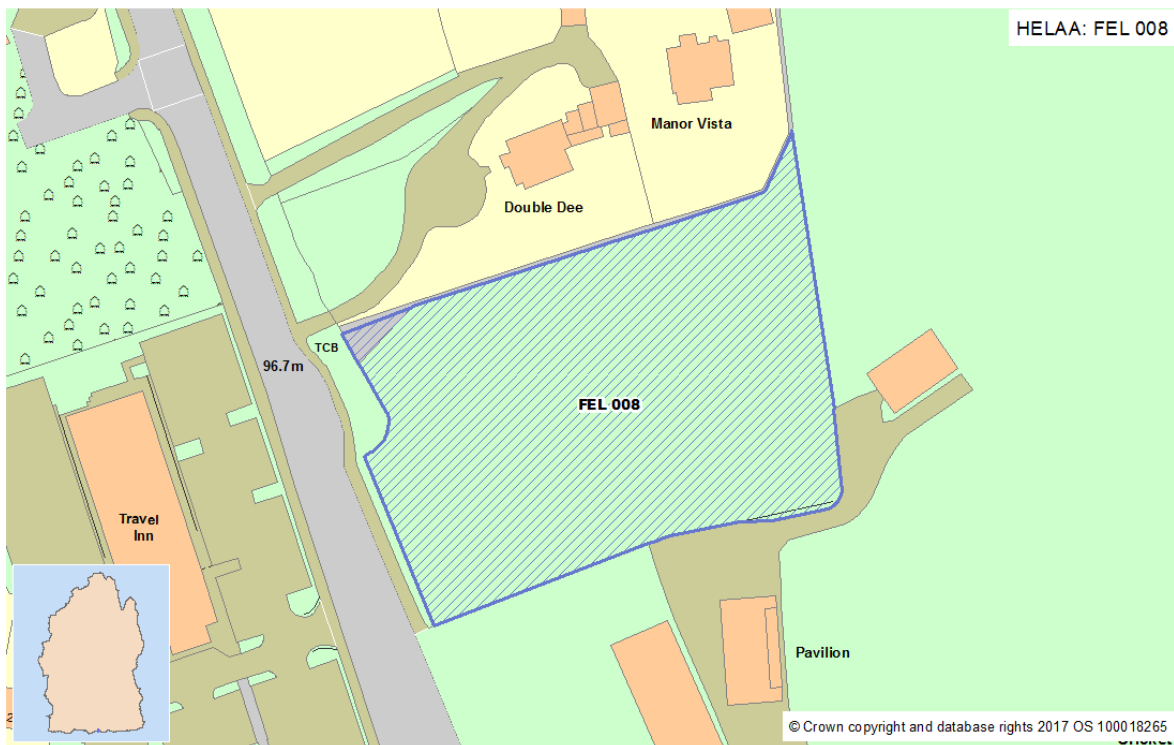 HELAA: FEL 008
Manor Vista
Double Dee
TCB
96.7m
FEL 008
Travel
Inn
Pavilion
2
© Crown copyright and database rights 2017 OS 100018265